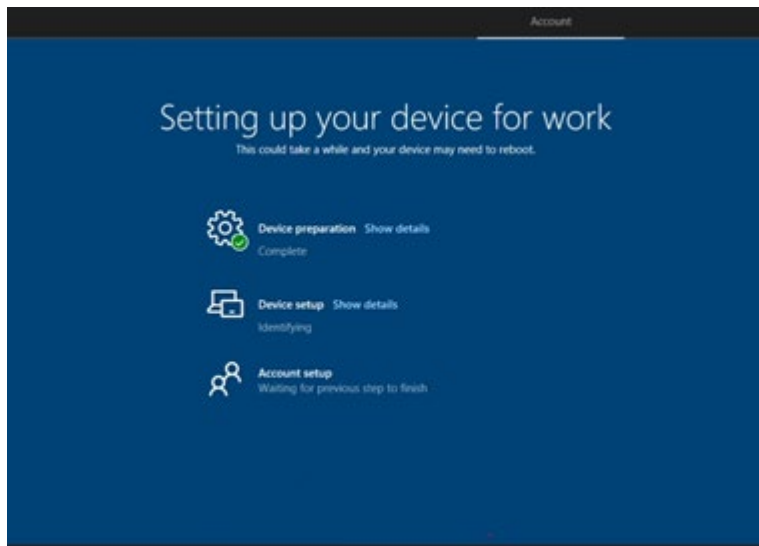 Account
Setting up your device for work
This could take a while and your device may need to reboot.
Device preparation Show details
Complete
Device setup Show details
Identifying
Account setup
Waiting for previous step to finish